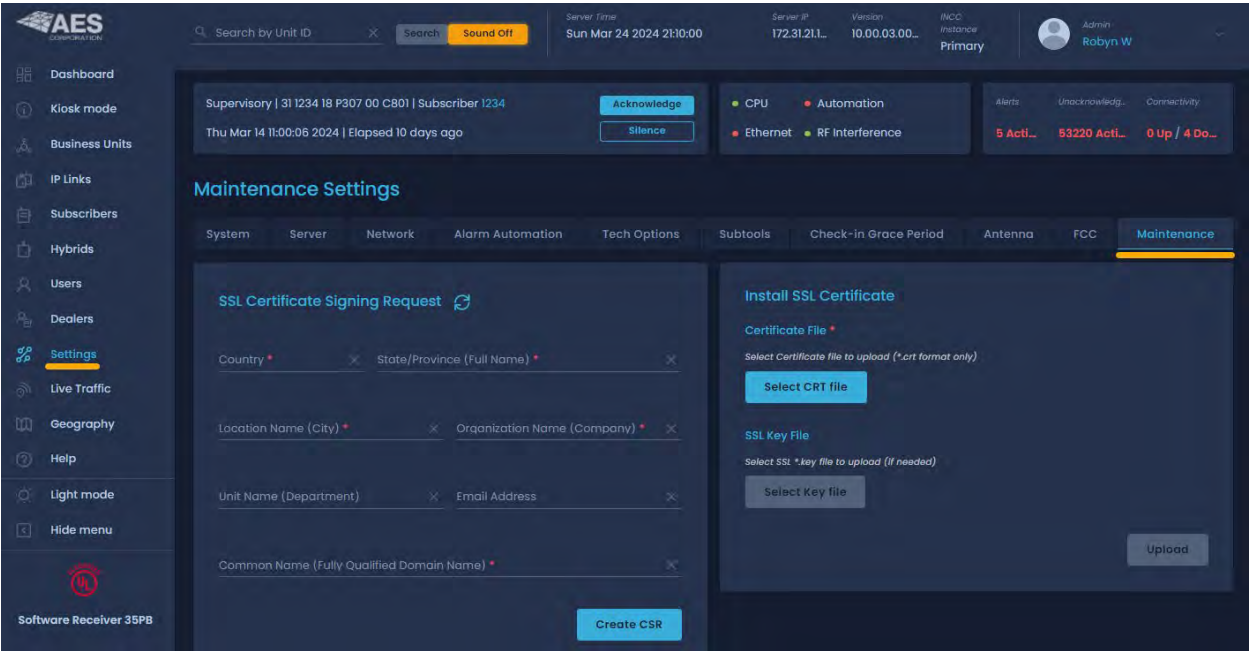 AES
CORPORATION
Search by Unit ID
Search
Sound Off
Server Time
Sun Mar 24 2024 21:10:00
Server IP
172.31.21.1...
Version
10.00.03.00...
INCC Instance
Primary
Admin
Robyn W
Dashboard
Kiosk mode
Business Units
IP Links
Subscribers
Hybrids
Users
Dealers
Settings
Live Traffic
Geography
Help
Light mode
Hide menu
UL
Software Receiver 35PB
Supervisory | 31 1234 18 P307 00 C801 | Subscriber 1234
Acknowledge
Thu Mar 14 11:00:06 2024 | Elapsed 10 days ago
Silence
CPU
Automation
Ethernet
RF Interference
Alerts
Unacknowledg...
Connectivity
5 Acti...
53220 Acti...
0 Up / 4 Do...
Maintenance Settings
System
Server
Network
Alarm Automation
Tech Options
Subtools
Check-in Grace Period
Antenna
FCC
Maintenance
SSL Certificate Signing Request
Country *
State/Province (Full Name) *
Location Name (City) *
Organization Name (Company) *
Unit Name (Department)
Email Address
Common Name (Fully Qualified Domain Name) *
Create CSR
Install SSL Certificate
Certificate File *
Select Certificate file to upload (*.crt format only)
Select CRT file
SSL Key File
Select SSL *.key file to upload (if needed)
Select Key file
Upload